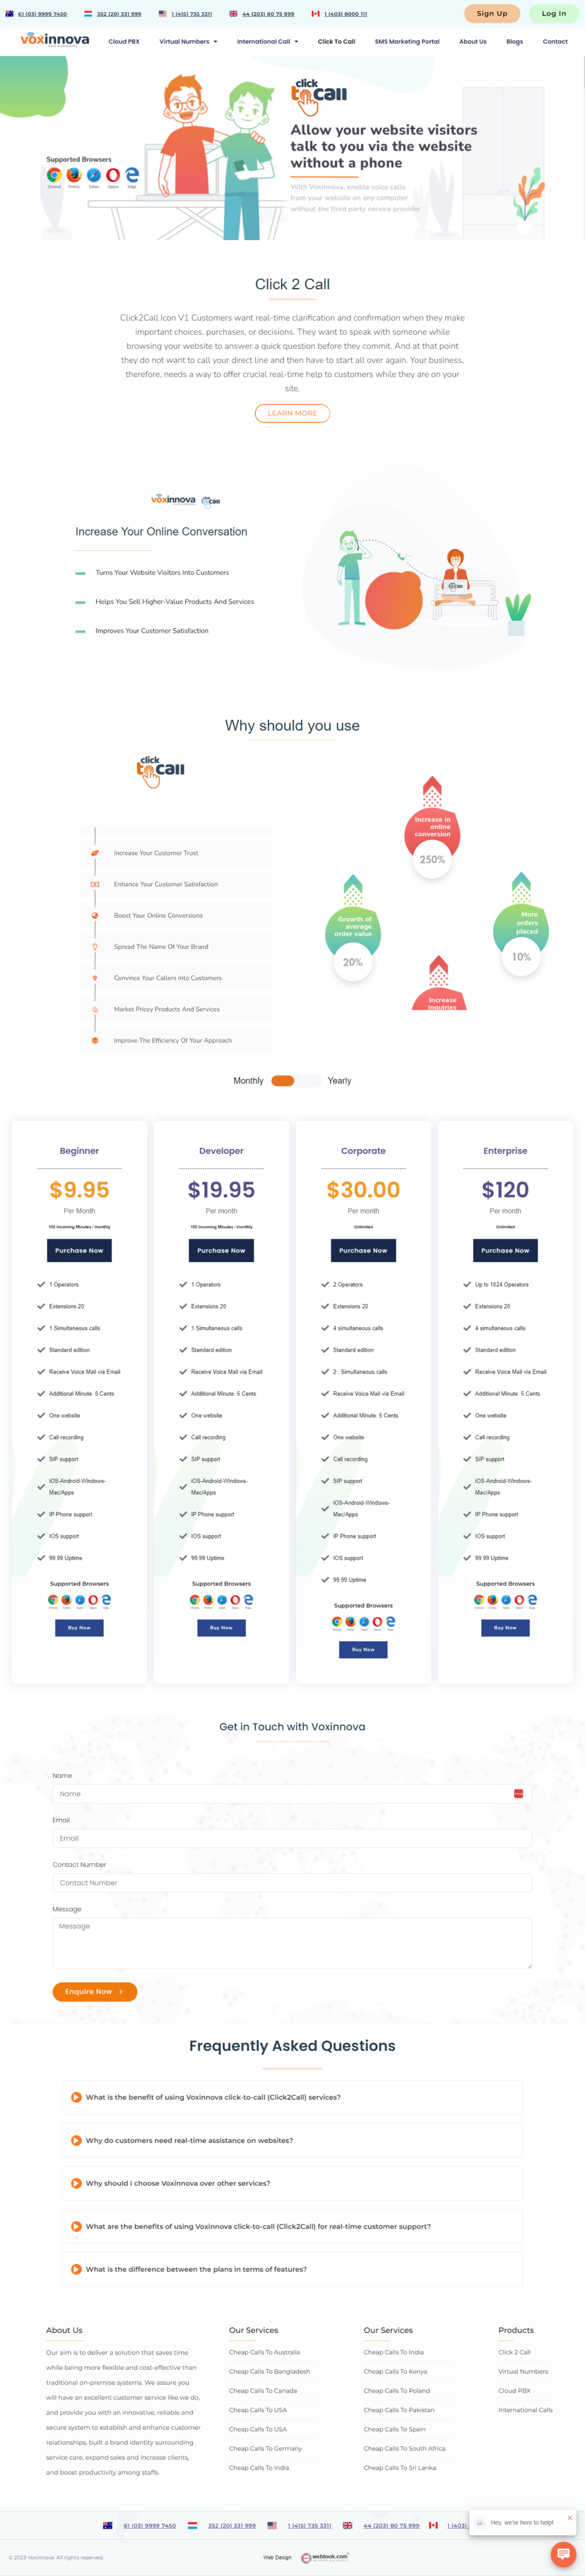 61 (03) 9999 7450 352 (20) 331 999 1 (415) 735 3311 44 (203) 80 75 999 1 (403) 8000 111 Sign Up Log In
voxinnova Cloud PBX Virtual Numbers International Call Click To Call SMS Marketing Portal About Us Blogs Contact
click
to call
Allow your website visitors
talk to you via the website
without a phone
Supported Browsers
Chrome Firefox Safari Opera Edge
With Voxinnova, enable voice calls
from your website on any computer
without the third party service provider
Click 2 Call
Click2Call Icon V1 Customers want real-time clarification and confirmation when they make
important choices, purchases, or decisions. They want to speak with someone while
browsing your website to answer a quick question before they commit. And at that point
they do not want to call your direct line and then have to start all over again. Your business,
therefore, needs a way to offer crucial real-time help to customers while they are on your
site.
LEARN MORE
voxinnova
Increase Your Online Conversation
Turns Your Website Visitors Into Customers
Helps You Sell Higher-Value Products And Services
Improves Your Customer Satisfaction
Why should you use
click
to call
Increase Your Customer Trust
Enhance Your Customer Satisfaction
Boost Your Online Conversions
Spread The Name Of Your Brand
Convince Your Callers Into Customers
Market Pricey Products And Services
Improve The Efficiency Of Your Approach
Increase in
online
conversion
250%
Growth of
average
order value
20%
More
orders
placed
10%
Increase
inquiries
Monthly Yearly
Beginner
$9.95
Per Month
150 Incoming Minutes / monthly
Purchase Now
1 Operators
Extensions 20
1 Simultaneous calls
Standard edition
Receive Voice Mail via Email
Additional Minute: 5 Cents
One website
Call recording
SIP support
IOS-Android-Windows-
Mac/Apps
IP Phone support
IOS support
99.99 Uptime
Supported Browsers
Buy Now
Developer
$19.95
Per month
150 Incoming Minutes / monthly
Purchase Now
1 Operators
Extensions 20
1 Simultaneous calls
Standard edition
Receive Voice Mail via Email
Additional Minute: 5 Cents
One website
Call recording
SIP support
IOS-Android-Windows-
Mac/Apps
IP Phone support
IOS support
99.99 Uptime
Supported Browsers
Buy Now
Corporate
$30.00
Per month
Unlimited
Purchase Now
2 Operators
Extensions 20
4 simultaneous calls
Standard edition
2 : Simultaneous calls
Receive Voice Mail via Email
Additional Minute: 5 Cents
One website
Call recording
SIP support
IOS-Android-Windows-
Mac/Apps
IP Phone support
IOS support
99.99 Uptime
Supported Browsers
Buy Now
Enterprise
$120
Per month
Unlimited
Purchase Now
Up to 1024 Operators
Extensions 20
4 simultaneous calls
Standard edition
Receive Voice Mail via Email
Additional Minute: 5 Cents
One website
Call recording
SIP support
IOS-Android-Windows-
Mac/Apps
IP Phone support
IOS support
99.99 Uptime
Supported Browsers
Buy Now
Get in Touch with Voxinnova
Name
Name
Email
Email
Contact Number
Contact Number
Message
Message
Enquire Now
Frequently Asked Questions
What is the benefit of using Voxinnova click-to-call (Click2Call) services?
Why do customers need real-time assistance on websites?
Why should I choose Voxinnova over other services?
What are the benefits of using Voxinnova click-to-call (Click2Call) for real-time customer support?
What is the difference between the plans in terms of features?
About Us
Our aim is to deliver a solution that saves time
while being more flexible and cost-effective than
traditional on-premise systems. We assure you
will have an excellent customer service like we do,
and provide you with an innovative, reliable and
secure system to establish and enhance customer
relationships, built a brand identity surrounding
service care, expand sales and increase clients,
and boost productivity among staffs.
Our Services
Cheap Calls To Australia
Cheap Calls To Bangladesh
Cheap Calls To Canada
Cheap Calls To USA
Cheap Calls To USA
Cheap Calls To Germany
Cheap Calls To India
Our Services
Cheap Calls To India
Cheap Calls To Kenya
Cheap Calls To Poland
Cheap Calls To Pakistan
Cheap Calls To Spain
Cheap Calls To South Africa
Cheap Calls To Sri Lanka
Products
Click 2 Call
Virtual Numbers
Cloud PBX
International Calls
61 (03) 9999 7450 352 (20) 331 999 1 (415) 735 3311 44 (203) 80 75 999 1 (403)
Hey, we're here to help!
© 2023 Voxinnova. All rights reserved.
Web Design: weblook.com